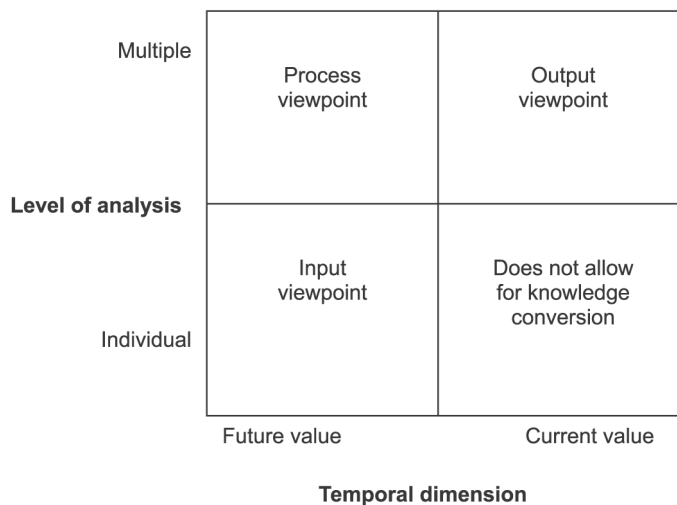 Multiple
Process
viewpoint
Output
viewpoint
Level of analysis
Input
viewpoint
Does not allow
for knowledge
conversion
Individual
Future value
Current value
Temporal dimension